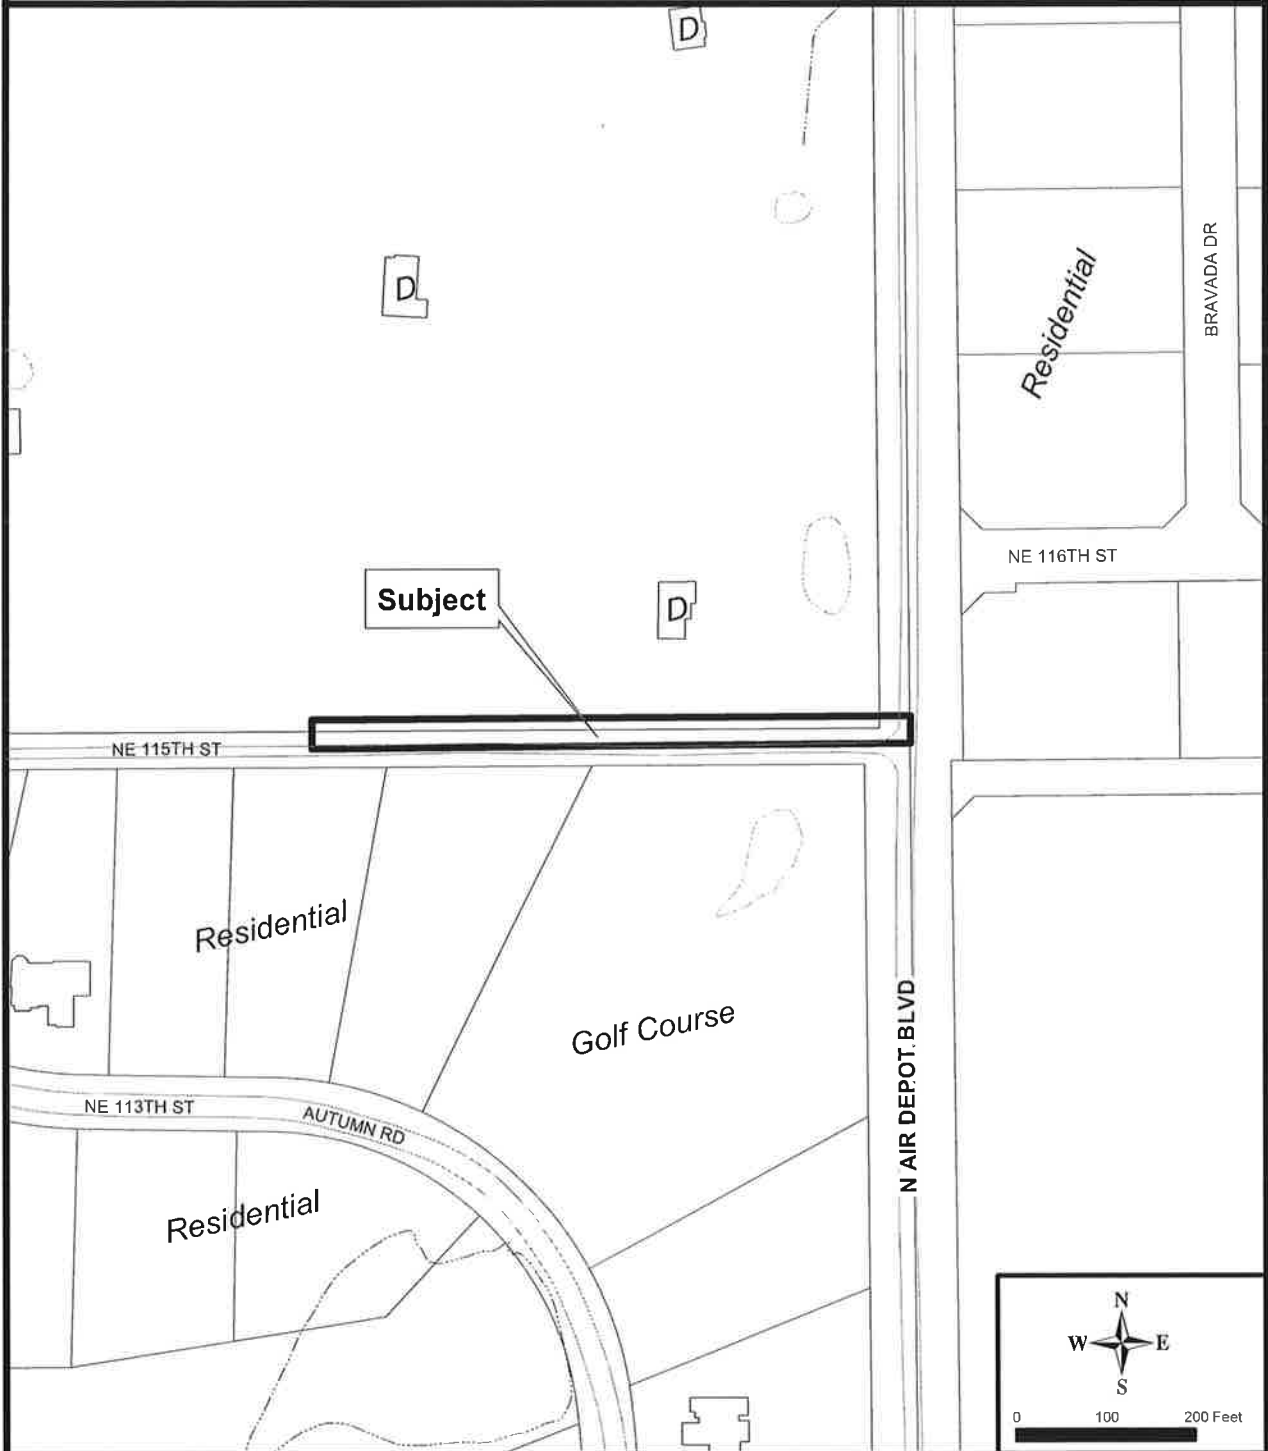 D
D
Residential
BRAVADA DR
NE 116TH ST
Subject
D
NE 115TH ST
Residential
Golf Course
N AIR DEPOT BLVD
NE 113TH ST
AUTUMN RD
Residential
N
W E
S
0 100 200 Feet